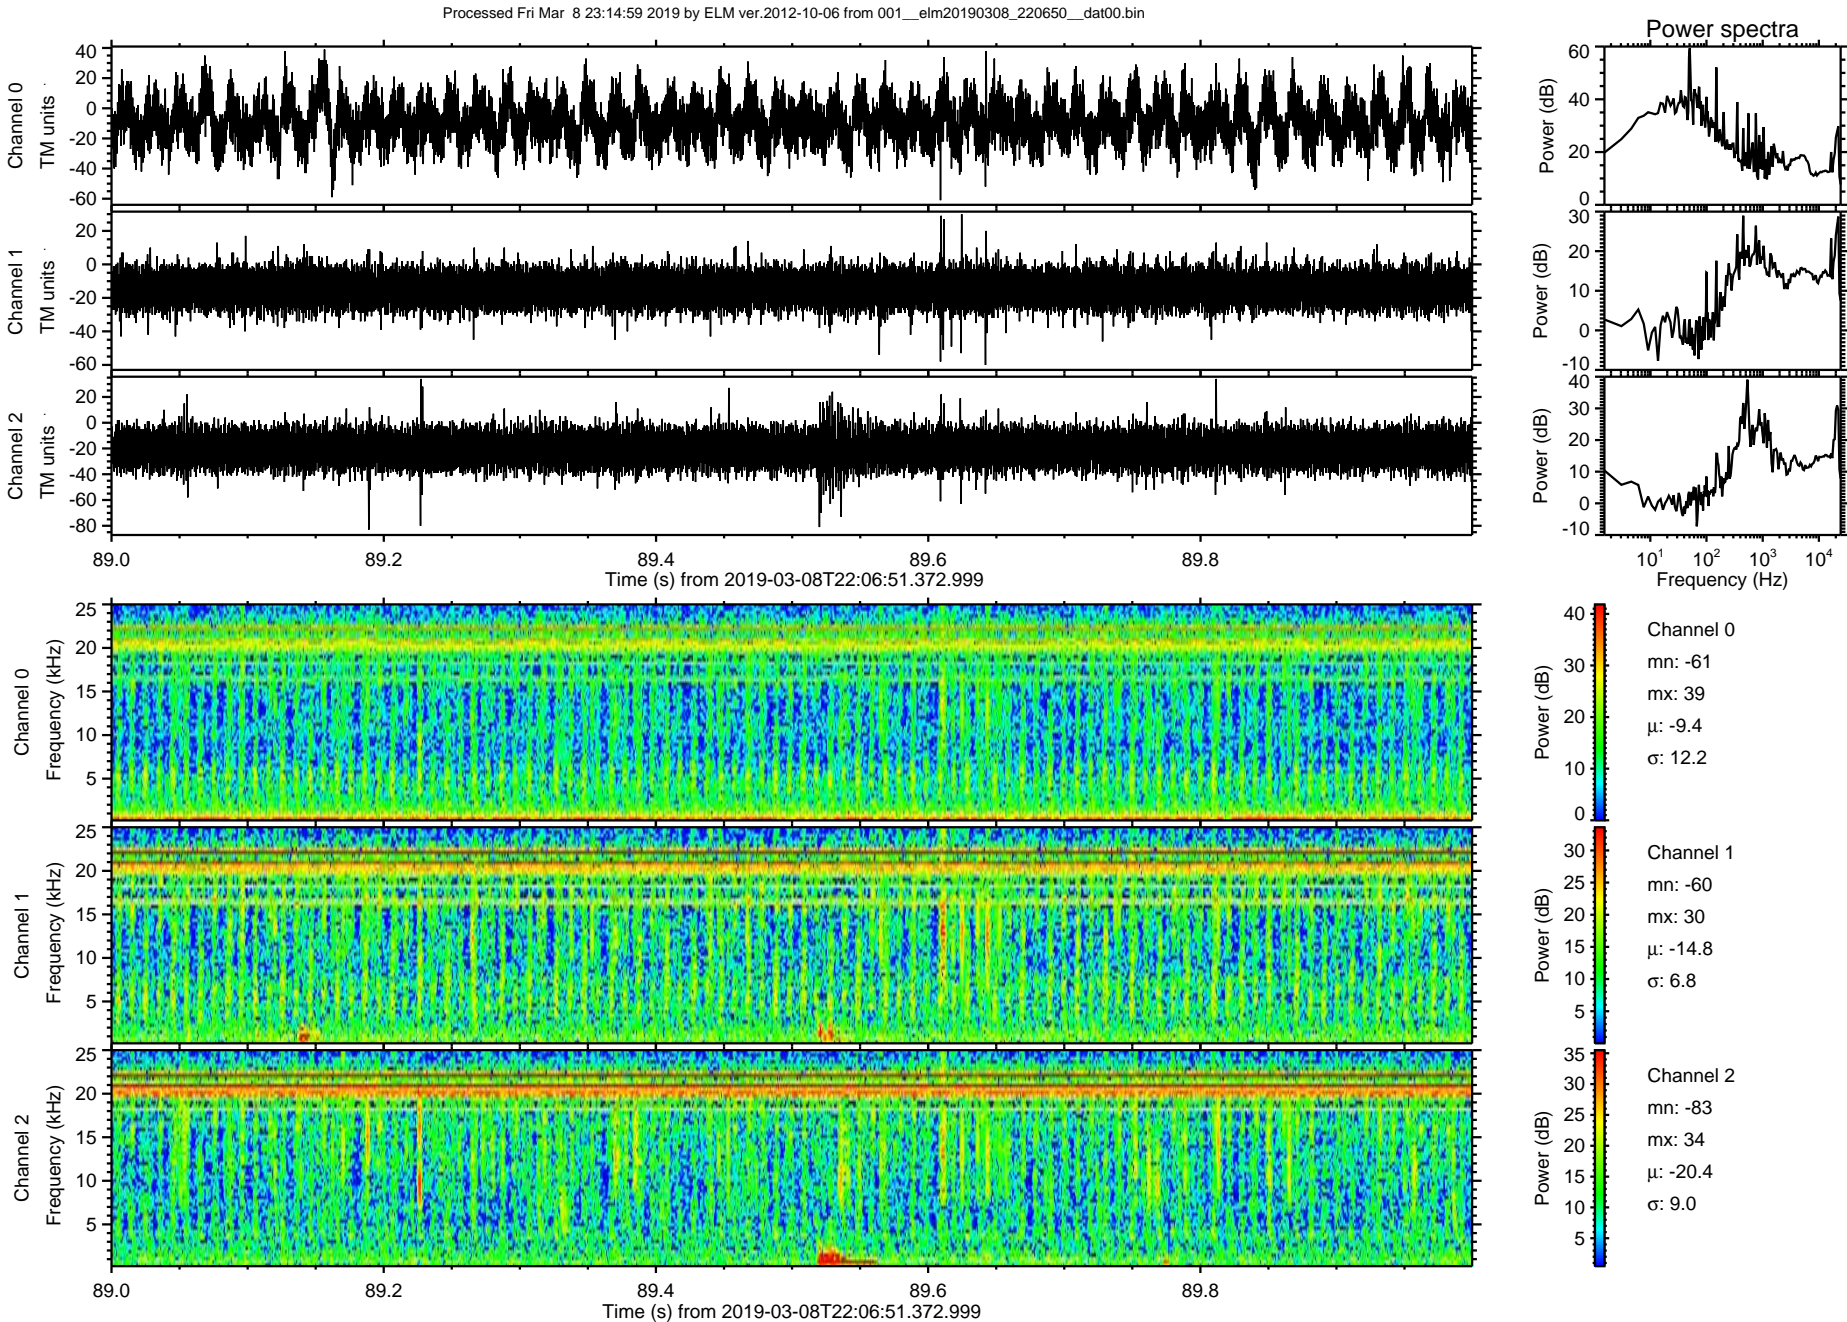 Processed Fri Mar 8 23:14:59 2019 by ELM ver.2012-10-06 from 001__elm20190308_220650__dat00.bin
Power spectra
Channel 0
TM units
40
20
0
-20
-40
-60
Power (dB)
60
40
20
0
Channel 1
TM units
20
0
-20
-40
-60
Power (dB)
30
20
10
0
-10
Channel 2
TM units
20
0
-20
-40
-60
-80
Power (dB)
40
30
20
10
0
-10
89.0 89.2 89.4 89.6 89.8
Time (s) from 2019-03-08T22:06:51.372.999
10^1 10^2 10^3 10^4
Frequency (Hz)
Channel 0
Frequency (kHz)
25
20
15
10
5
Power (dB)
40
30
20
10
0
Channel 0
mn: -61
mx: 39
μ: -9.4
σ: 12.2
Channel 1
Frequency (kHz)
25
20
15
10
5
Power (dB)
30
25
20
15
10
5
Channel 1
mn: -60
mx: 30
μ: -14.8
σ: 6.8
Channel 2
Frequency (kHz)
25
20
15
10
5
Power (dB)
35
30
25
20
15
10
5
Channel 2
mn: -83
mx: 34
μ: -20.4
σ: 9.0
89.0 89.2 89.4 89.6 89.8
Time (s) from 2019-03-08T22:06:51.372.999